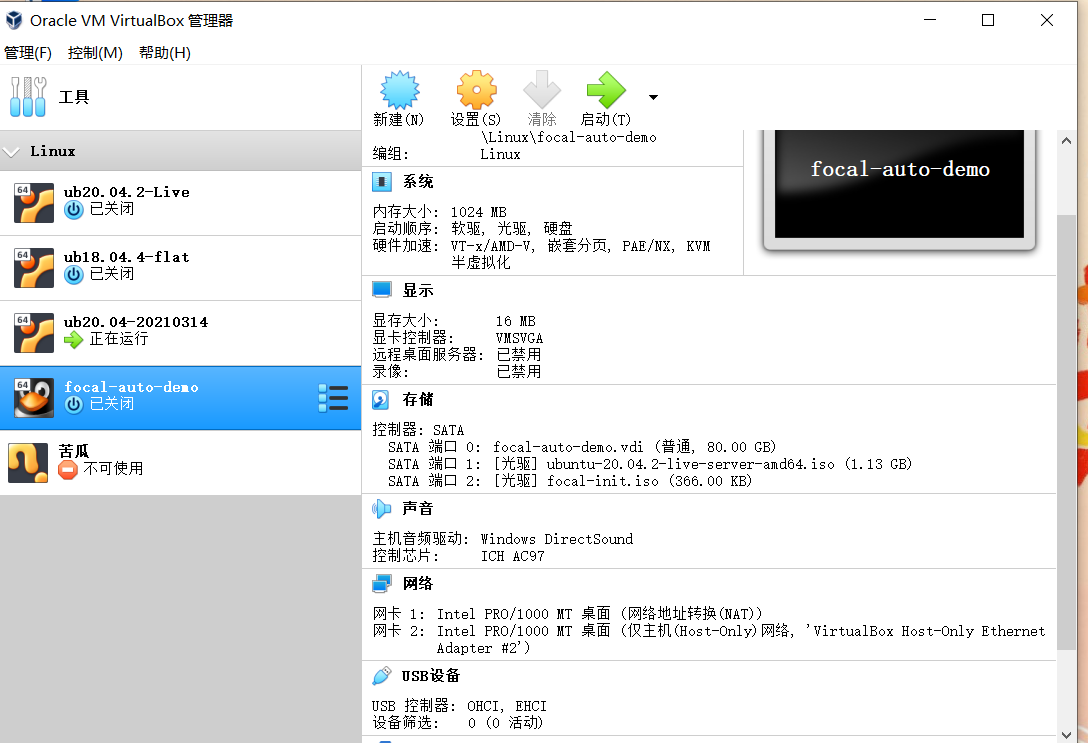 Oracle VM VirtualBox 管理器
管理(F) 控制(M) 帮助(H)
工具
新建(N) 设置(S) 清除 启动(T)
Linux
64
ub20.04.2-Live
已关闭
64
ub18.04.4-flat
已关闭
64
ub20.04-20210314
正在运行
64
focal-auto-demo
已关闭
苦瓜
不可使用
\Linux\focal-auto-demo
编组: Linux
focal-auto-demo
系统
内存大小: 1024 MB
启动顺序: 软驱, 光驱, 硬盘
硬件加速: VT-x/AMD-V, 嵌套分页, PAE/NX, KVM
半虚拟化
显示
显存大小: 16 MB
显卡控制器: VMSVGA
远程桌面服务器: 已禁用
录像: 已禁用
存储
控制器: SATA
SATA 端口 0: focal-auto-demo.vdi (普通, 80.00 GB)
SATA 端口 1: [光驱] ubuntu-20.04.2-live-server-amd64.iso (1.13 GB)
SATA 端口 2: [光驱] focal-init.iso (366.00 KB)
声音
主机音频驱动: Windows DirectSound
控制芯片: ICH AC97
网络
网卡 1: Intel PRO/1000 MT 桌面 (网络地址转换(NAT))
网卡 2: Intel PRO/1000 MT 桌面 (仅主机(Host-Only)网络, 'VirtualBox Host-Only Ethernet
Adapter #2')
USB设备
USB 控制器: OHCI, EHCI
设备筛选: 0 (0 活动)